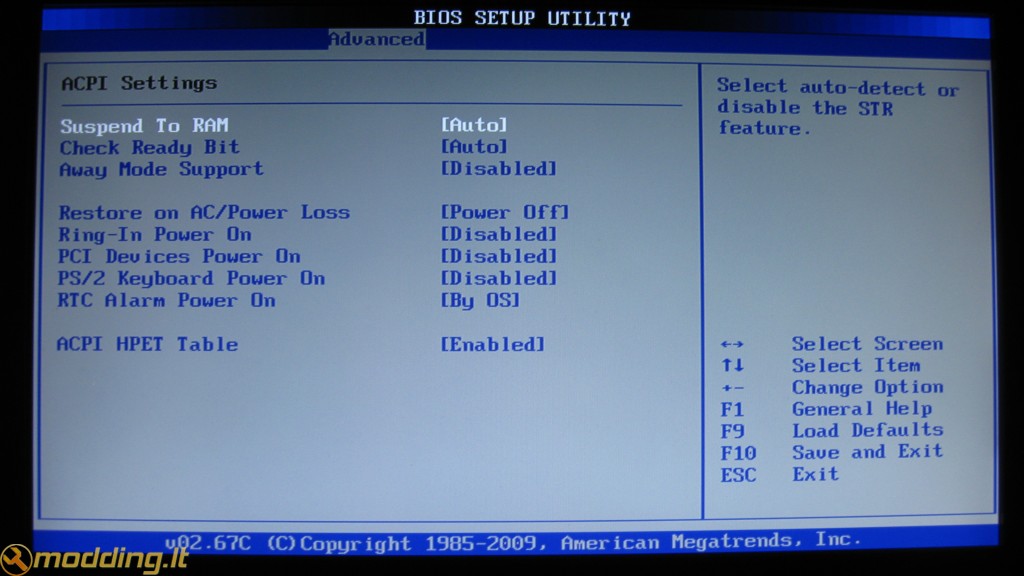 BIOS SETUP UTILITY
Advanced
ACPI Settings
Suspend To RAM [Auto]
Check Ready Bit [Auto]
Away Mode Support [Disabled]
Restore on AC/Power Loss [Power Off]
Ring-In Power On [Disabled]
PCI Devices Power On [Disabled]
PS/2 Keyboard Power On [Disabled]
RTC Alarm Power On [By OS]
ACPI HPET Table [Enabled]
Select auto-detect or
disable the STR
feature.
←→ Select Screen
↑↓ Select Item
+- Change Option
F1 General Help
F9 Load Defaults
F10 Save and Exit
ESC Exit
v02.67C (C)Copyright 1985-2009, American Megatrends, Inc.
modding.lt